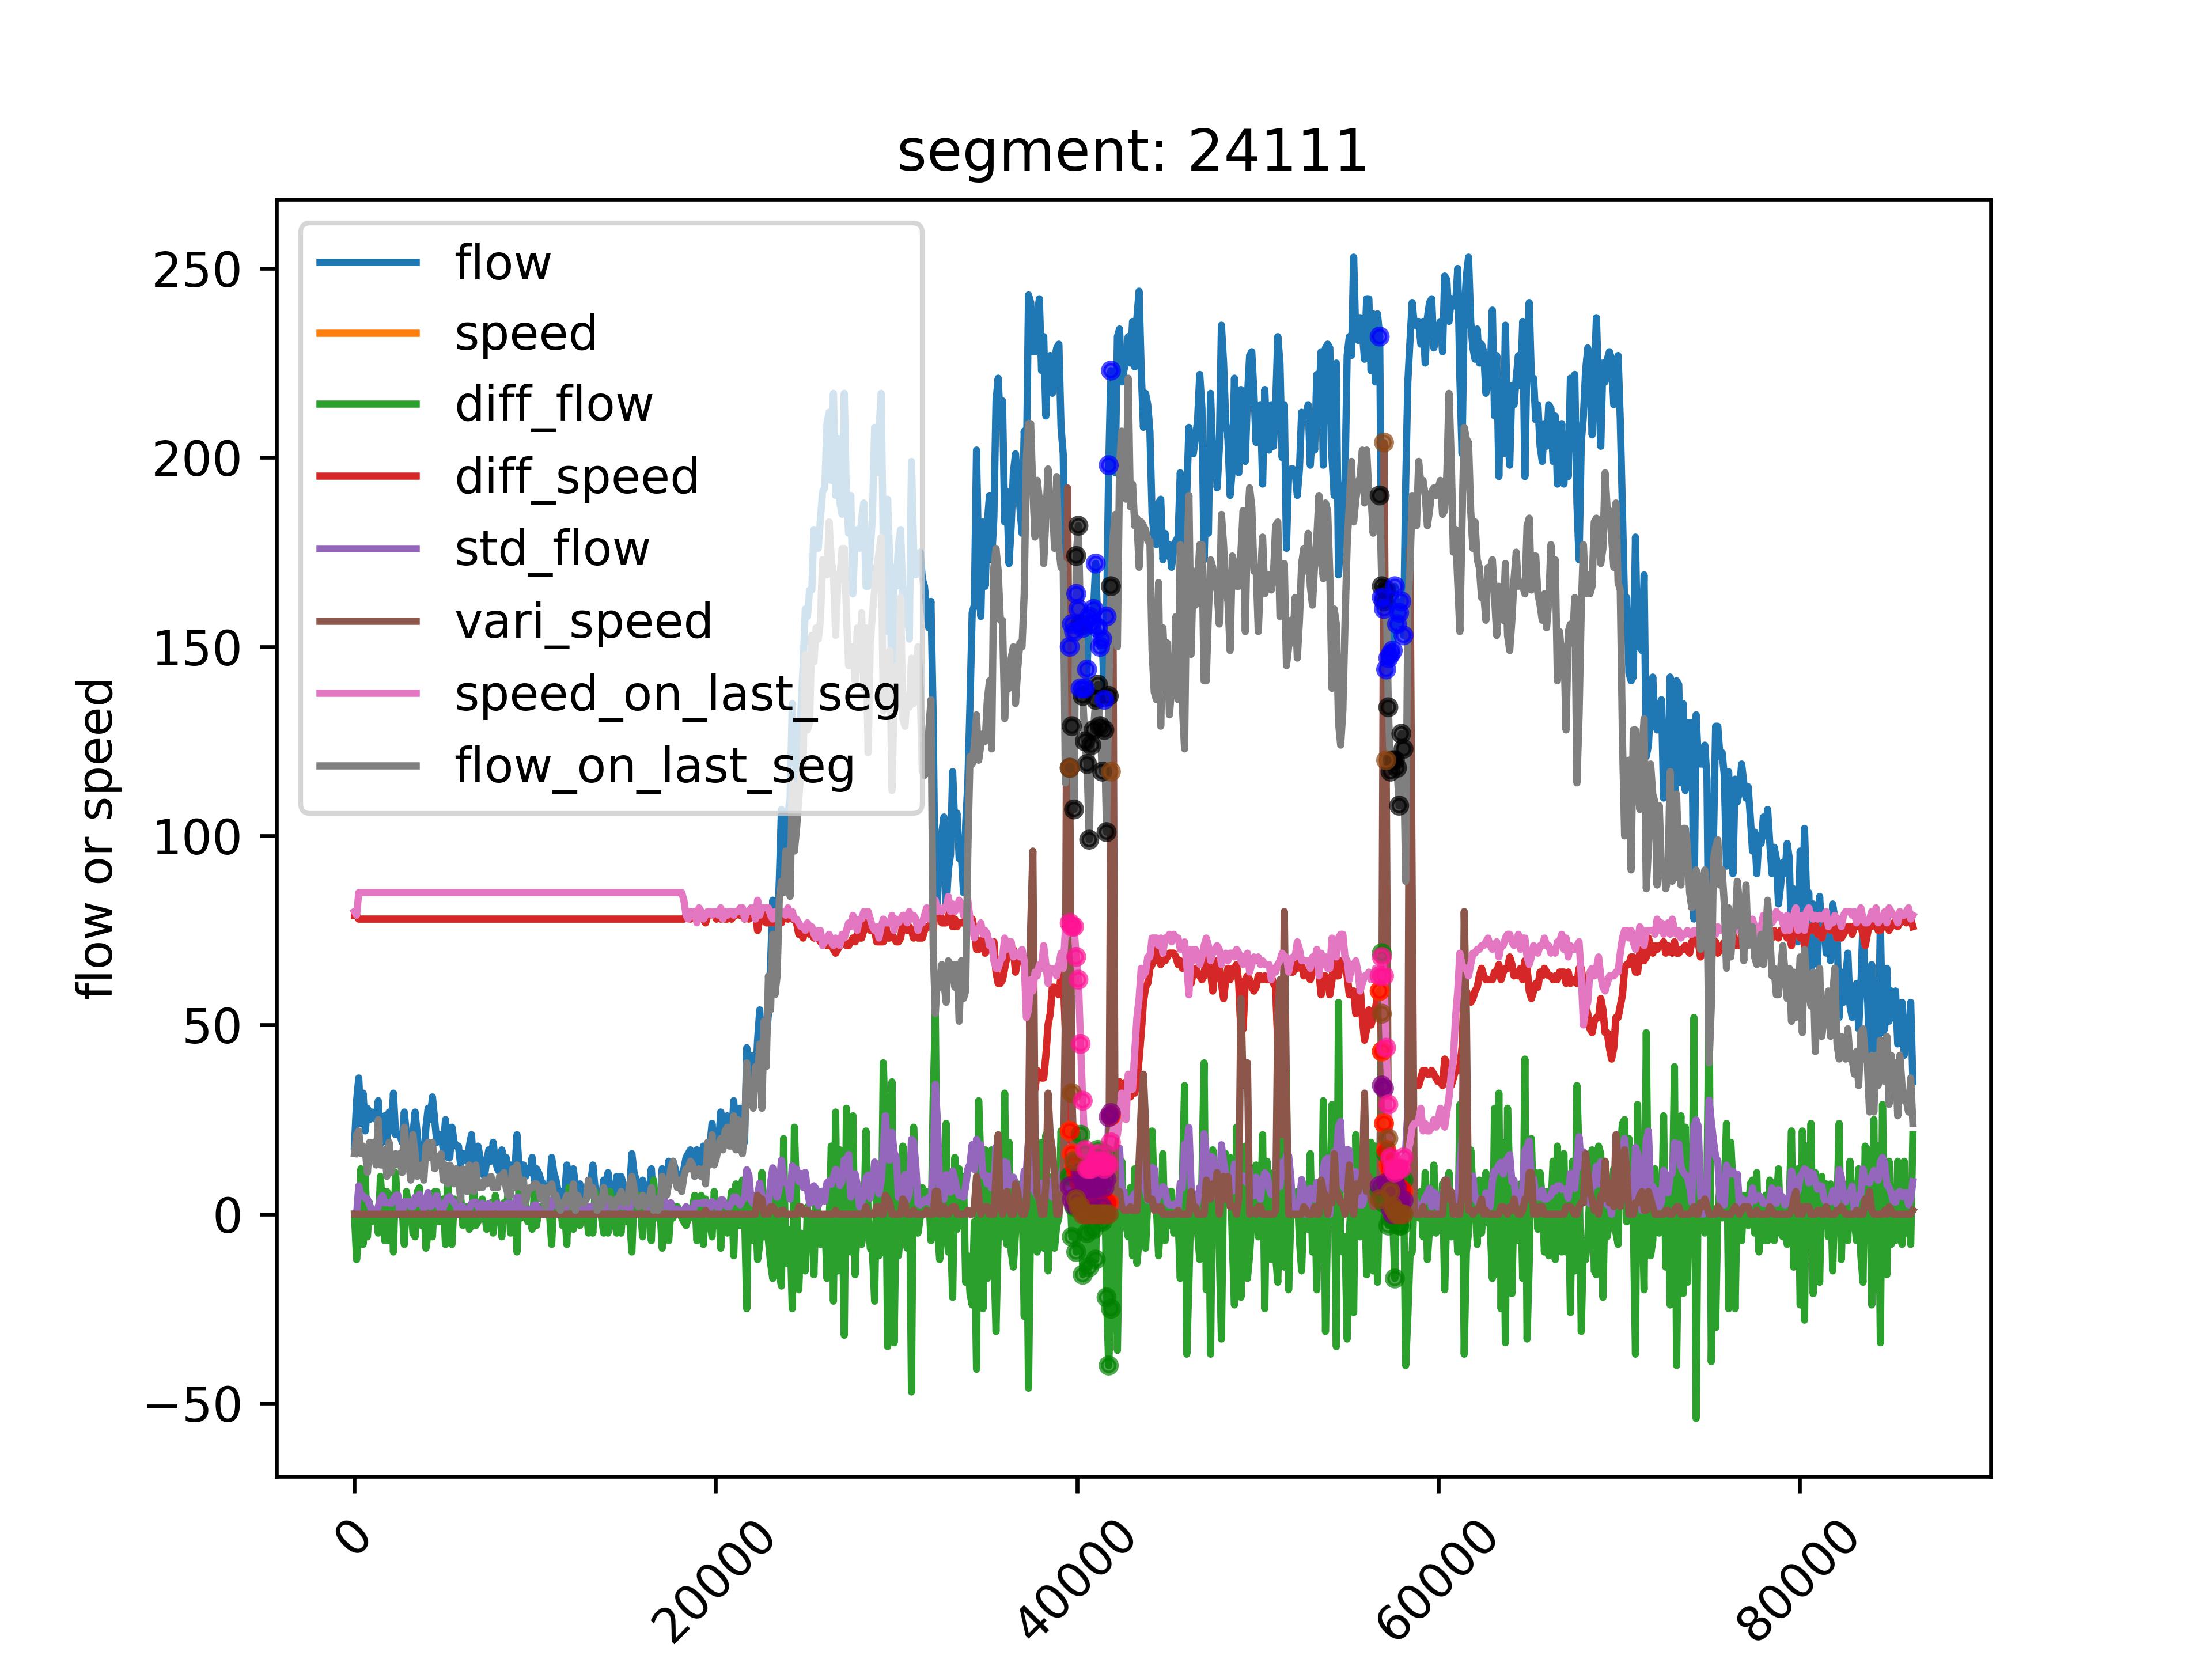 segment: 24111
flow
speed
diff_flow
diff_speed
std_flow
vari_speed
speed_on_last_seg
flow_on_last_seg
flow or speed
250
200
150
100
50
0
−50
0
20000
40000
60000
80000